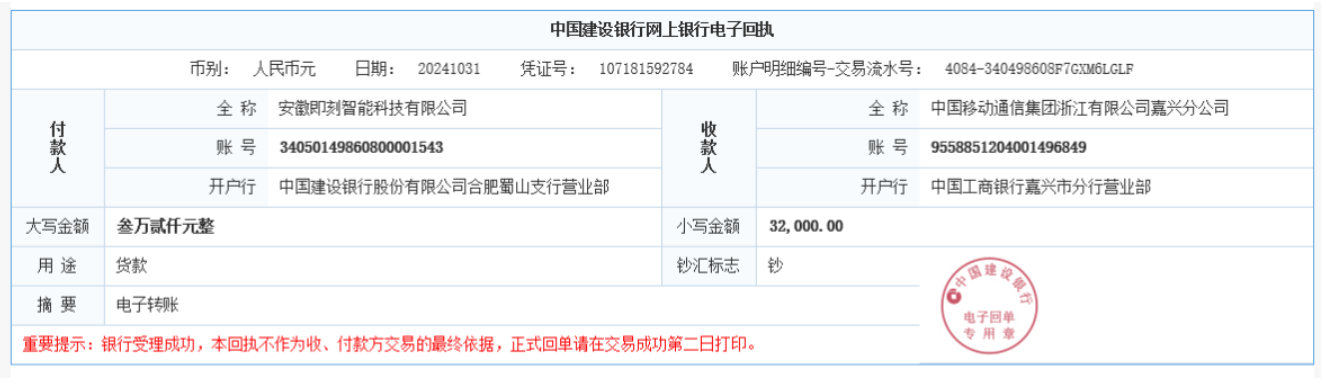 中国建设银行网上银行电子回执
币别： 人民币元 日期： 20241031 凭证号： 107181592784 账户明细编号-交易流水号： 4084-340498608F7GXM6LGLF
付款人 全 称 安徽即刻智能科技有限公司 收款人 全 称 中国移动通信集团浙江有限公司嘉兴分公司
账 号 34050149860800001543 账 号 9558851204001496849
开户行 中国建设银行股份有限公司合肥蜀山支行营业部 开户行 中国工商银行嘉兴市分行营业部
大写金额 叁万贰仟元整 小写金额 32,000.00
用 途 货款 钞汇标志 钞
摘 要 电子转账
中国建设银行
电子回单
专用章
重要提示：银行受理成功，本回执不作为收、付款方交易的最终依据，正式回单请在交易成功第二日打印。